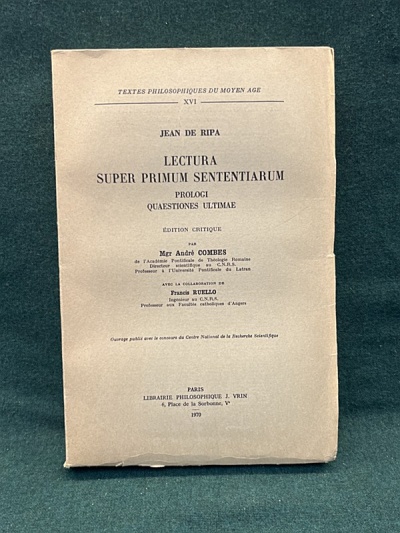 TEXTES PHILOSOPHIQUES DU MOYEN AGE
XVI
JEAN DE RIPA
LECTURA
SUPER PRIMUM SENTENTIARUM
PROLOGI
QUAESTIONES ULTIMAE
ÉDITION CRITIQUE
PAR
Mgr André COMBES
de l'Académie Pontificale de Théologie Romaine
Directeur scientifique au C.N.R.S.
Professeur à l'Université Pontificale du Latran
AVEC LA COLLABORATION DE
Francis RUELLO
Ingénieur au C.N.R.S.
Professeur aux Facultés catholiques d'Angers
Ouvrage publié avec le concours du Centre National de la Recherche Scientifique
PARIS
LIBRAIRIE PHILOSOPHIQUE J. VRIN
6, Place de la Sorbonne, Vᵉ
1970